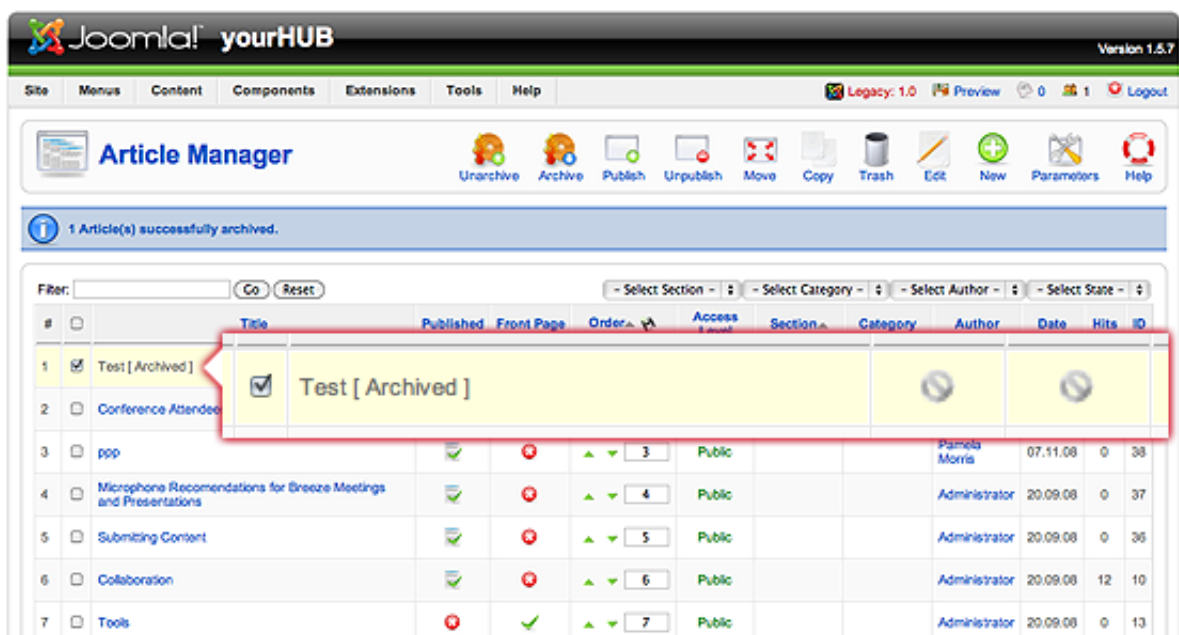 Joomla! yourHUB
Version 1.5.7
Site Menus Content Components Extensions Tools Help Legacy: 1.0 Preview 0 1 Logout
Article Manager
Unarchive Archive Publish Unpublish Move Copy Trash Edit New Parameters Help
1 Article(s) successfully archived.
Filter: Go Reset - Select Section - - Select Category - - Select Author - - Select State -
# Title Published Front Page Order Access Level Section Category Author Date Hits ID
1 Test [ Archived ]
Test [ Archived ]
2 Conference Attendee
3 ppp 3 Public Pamela Morris 07.11.08 0 38
4 Microphone Recomendations for Breeze Meetings
and Presentations 4 Public Administrator 20.09.08 0 37
5 Submitting Content 5 Public Administrator 20.09.08 0 36
6 Collaboration 6 Public Administrator 20.09.08 12 10
7 Tools 7 Public Administrator 20.09.08 0 13